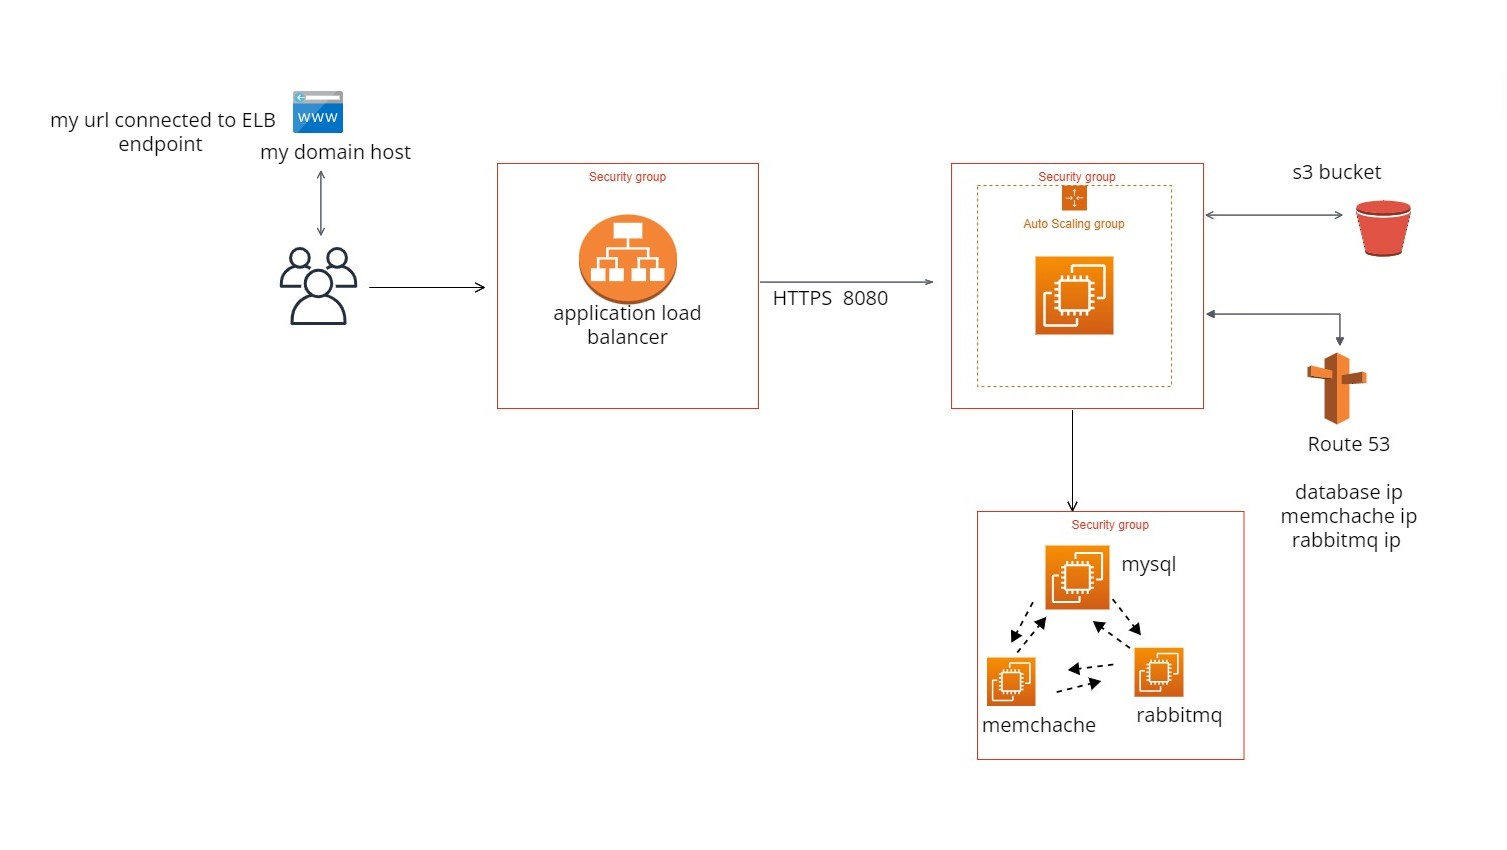 my url connected to ELB
endpoint
www
my domain host
Security group
application load
balancer
HTTPS  8080
Security group
Auto Scaling group
s3 bucket
Route 53
database ip
memchache ip
rabbitmq ip
Security group
mysql
memchache
rabbitmq